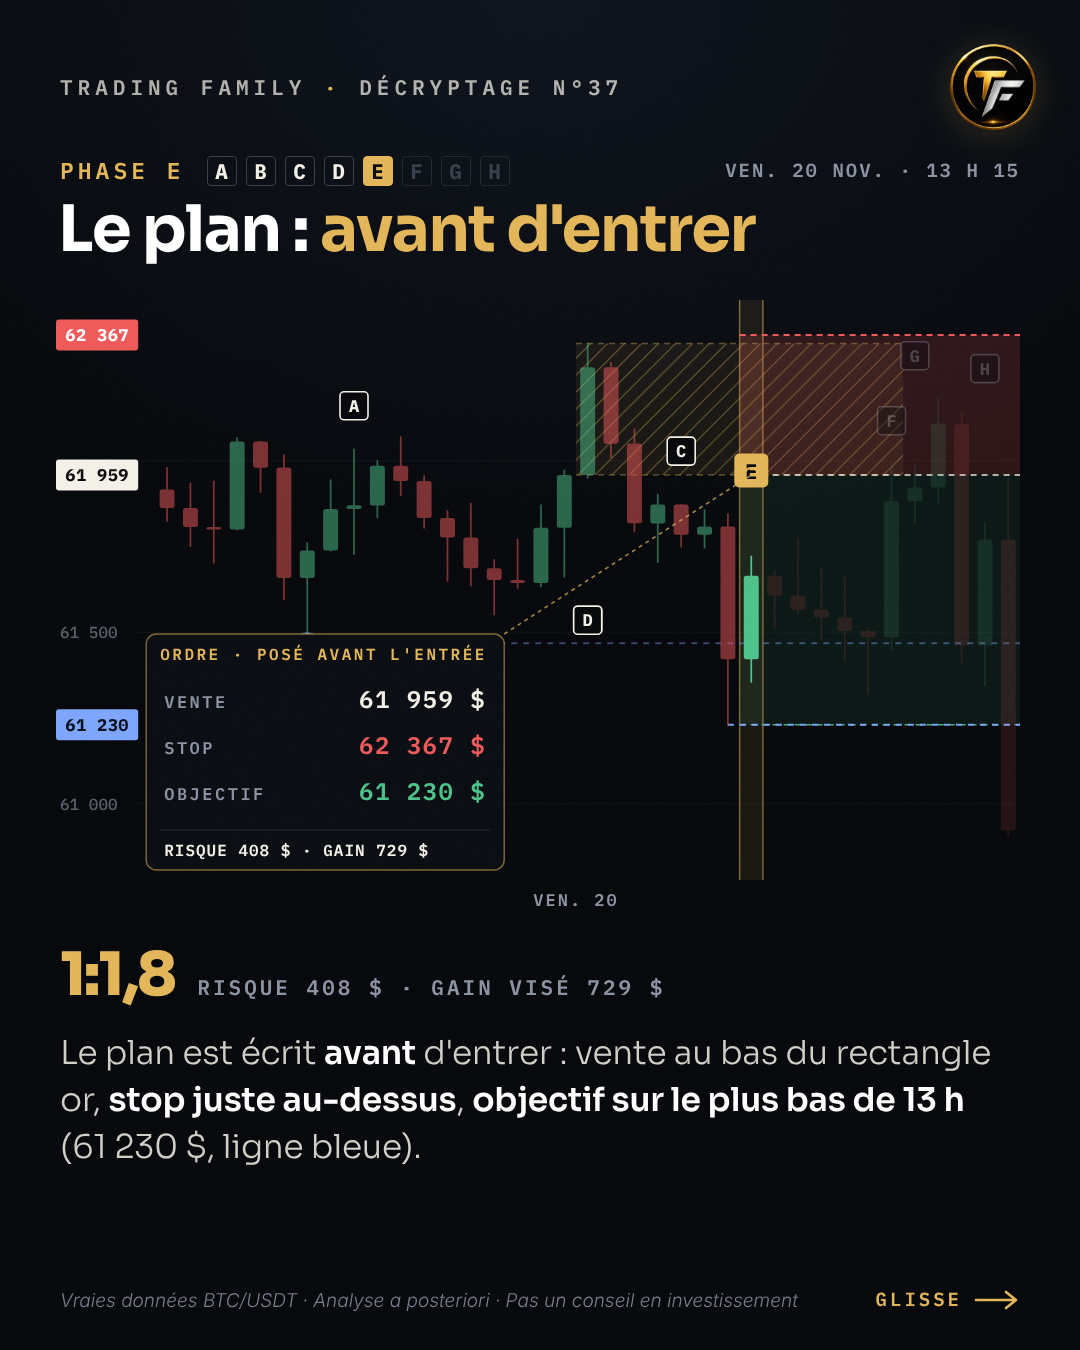 TRADING FAMILY · DÉCRYPTAGE N°37
TF
PHASE E A B C D E F G H
VEN. 20 NOV. · 13 H 15
Le plan : avant d'entrer
62 367
G
H
A
F
C
61 959
E
D
61 500
ORDRE · POSÉ AVANT L'ENTRÉE
VENTE 61 959 $
61 230
STOP 62 367 $
OBJECTIF 61 230 $
61 000
RISQUE 408 $ · GAIN 729 $
VEN. 20
1:1,8 RISQUE 408 $ · GAIN VISÉ 729 $
Le plan est écrit avant d'entrer : vente au bas du rectangle
or, stop juste au-dessus, objectif sur le plus bas de 13 h
(61 230 $, ligne bleue).
Vraies données BTC/USDT · Analyse a posteriori · Pas un conseil en investissement
GLISSE →